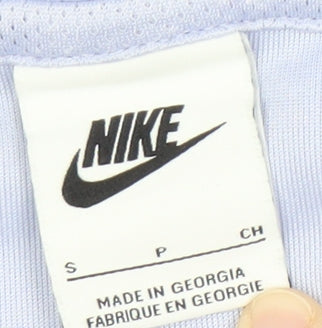 NIKE
S P CH
MADE IN GEORGIA
FABRIQUE EN GEORGIE